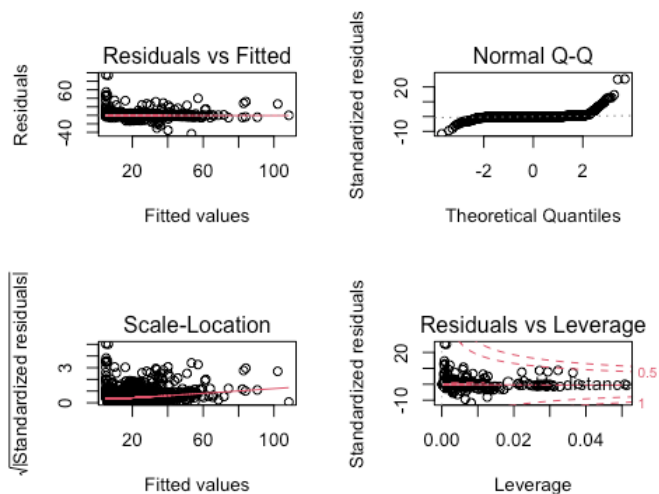 Residuals vs Fitted
Residuals
60
-40
20
60
100
Fitted values
Normal Q-Q
Standardized residuals
20
-10
-2
0
2
Theoretical Quantiles
Scale-Location
√|Standardized residuals|
3
0
20
60
100
Fitted values
Residuals vs Leverage
Standardized residuals
20
-10
distance
0.5
1
0.00
0.02
0.04
Leverage